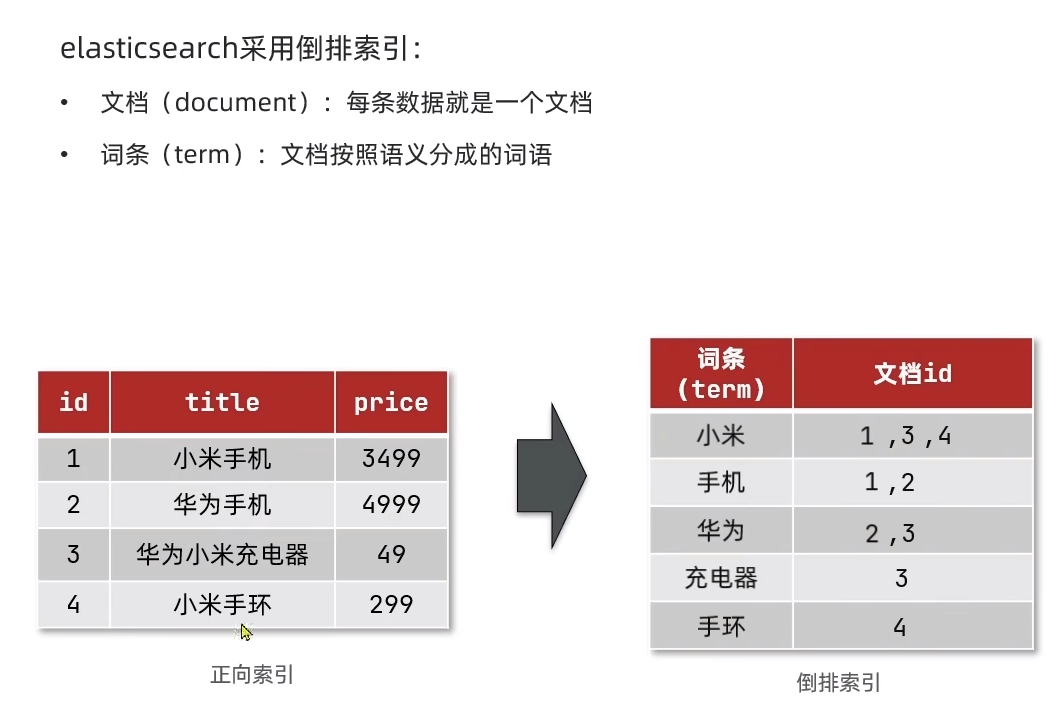 elasticsearch采用倒排索引：
• 文档（document）：每条数据就是一个文档
• 词条（term）：文档按照语义分成的词语
id title price
1 小米手机 3499
2 华为手机 4999
3 华为小米充电器 49
4 小米手环 299
正向索引
词条
(term) 文档id
小米 1 ,3 ,4
手机 1 ,2
华为 2 ,3
充电器 3
手环 4
倒排索引